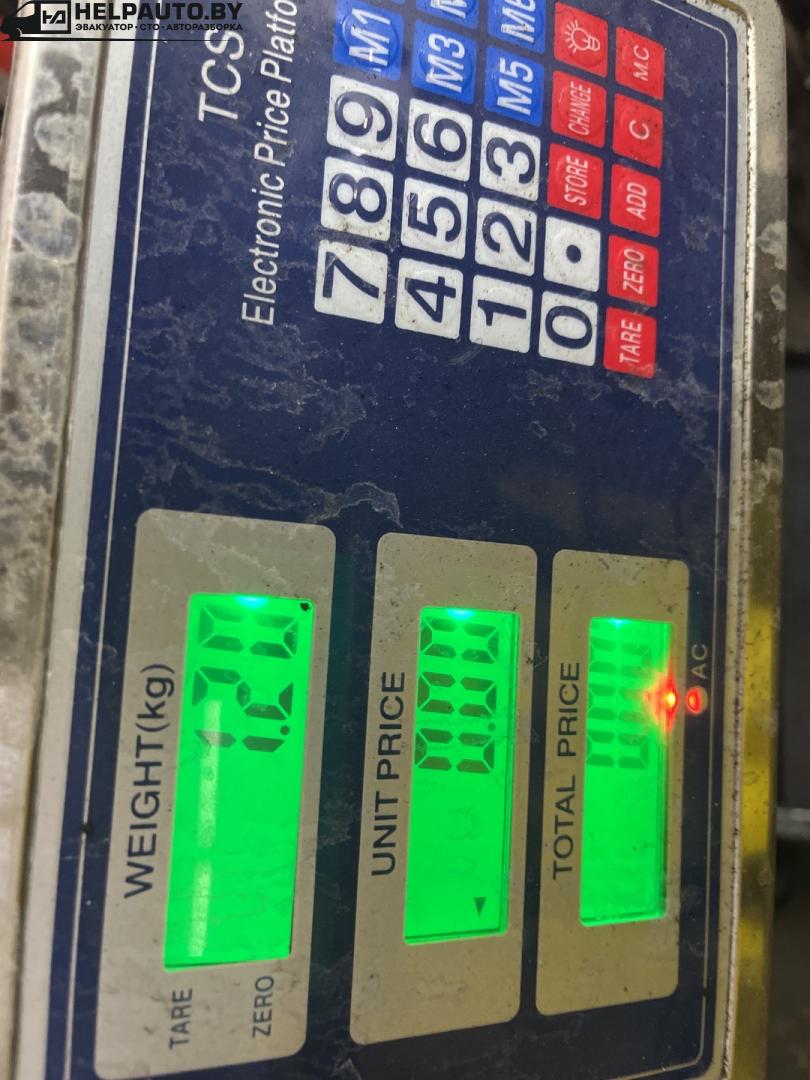 HELPAUTO.BY
ЭВАКУАТОР • СТО • АВТОРАЗБОРКА
TCS
Electronic Price Platfo
WEIGHT(kg)
1.20
TARE
ZERO
UNIT PRICE
0.00
TOTAL PRICE
0.00
AC
7 8 9 M1
4 5 6 M3
1 2 3 M5 M6
0 • STORE CHANGE
TARE ZERO ADD C M.C